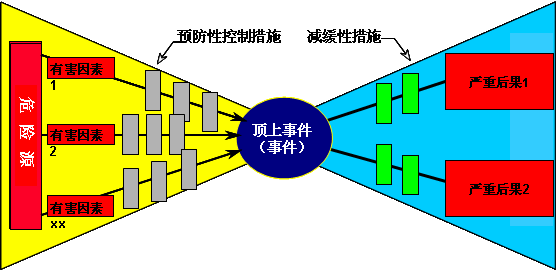 预防性控制措施
减缓性措施
危险源
有害因素
1
有害因素
2
有害因素
xx
顶上事件
（事件）
严重后果1
严重后果2